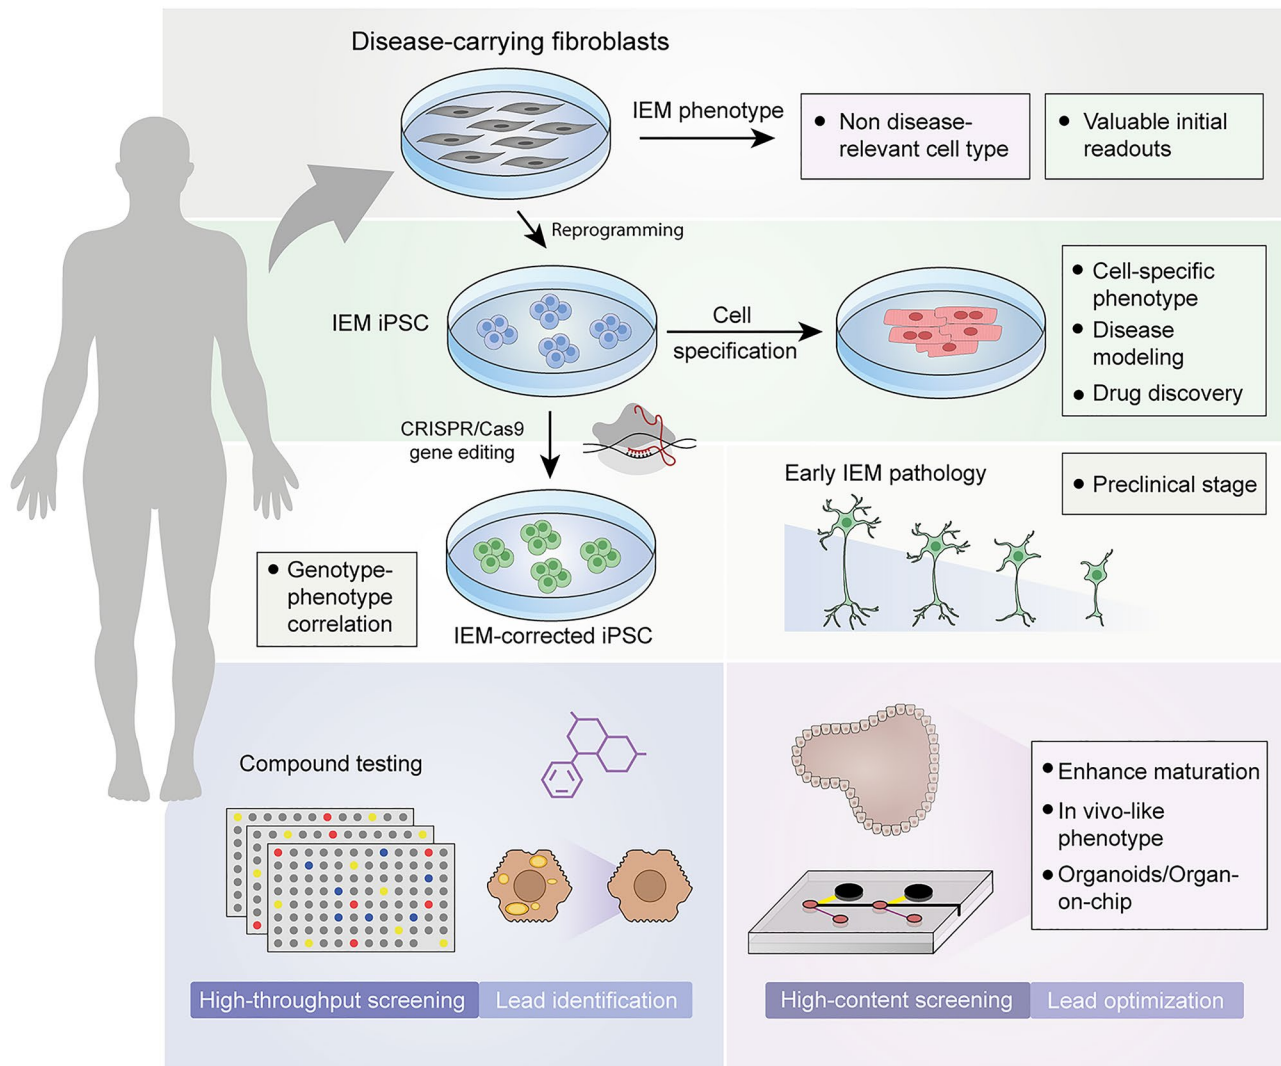 Disease-carrying fibroblasts
IEM phenotype
• Non disease-
relevant cell type
• Valuable initial
readouts
Reprogramming
IEM iPSC
Cell
specification
• Cell-specific
phenotype
• Disease
modeling
• Drug discovery
CRISPR/Cas9
gene editing
• Genotype-
phenotype
correlation
IEM-corrected iPSC
Early IEM pathology
• Preclinical stage
Compound testing
High-throughput screening
Lead identification
• Enhance maturation
• In vivo-like
phenotype
• Organoids/Organ-
on-chip
High-content screening
Lead optimization